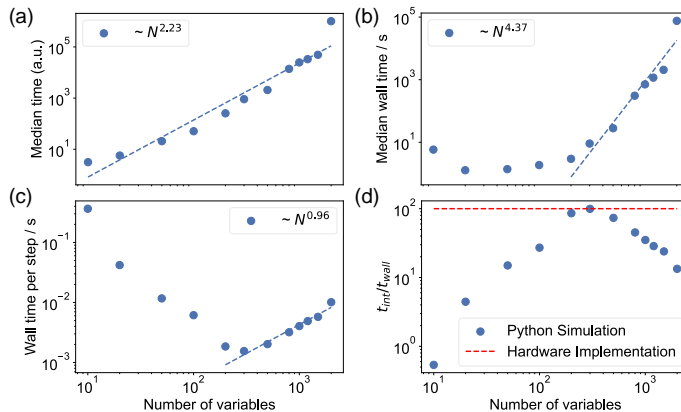 (a)
~ N^2.23
Median time (a.u.)
10^5
10^3
10^1
(b)
~ N^4.37
Median wall time / s
10^5
10^3
10^1
(c)
~ N^0.96
Wall time per step / s
10^-1
10^-2
10^-3
10^1
10^2
10^3
Number of variables
(d)
t_int/t_wall
10^2
10^1
10^0
Python Simulation
Hardware Implementation
10^1
10^2
10^3
Number of variables